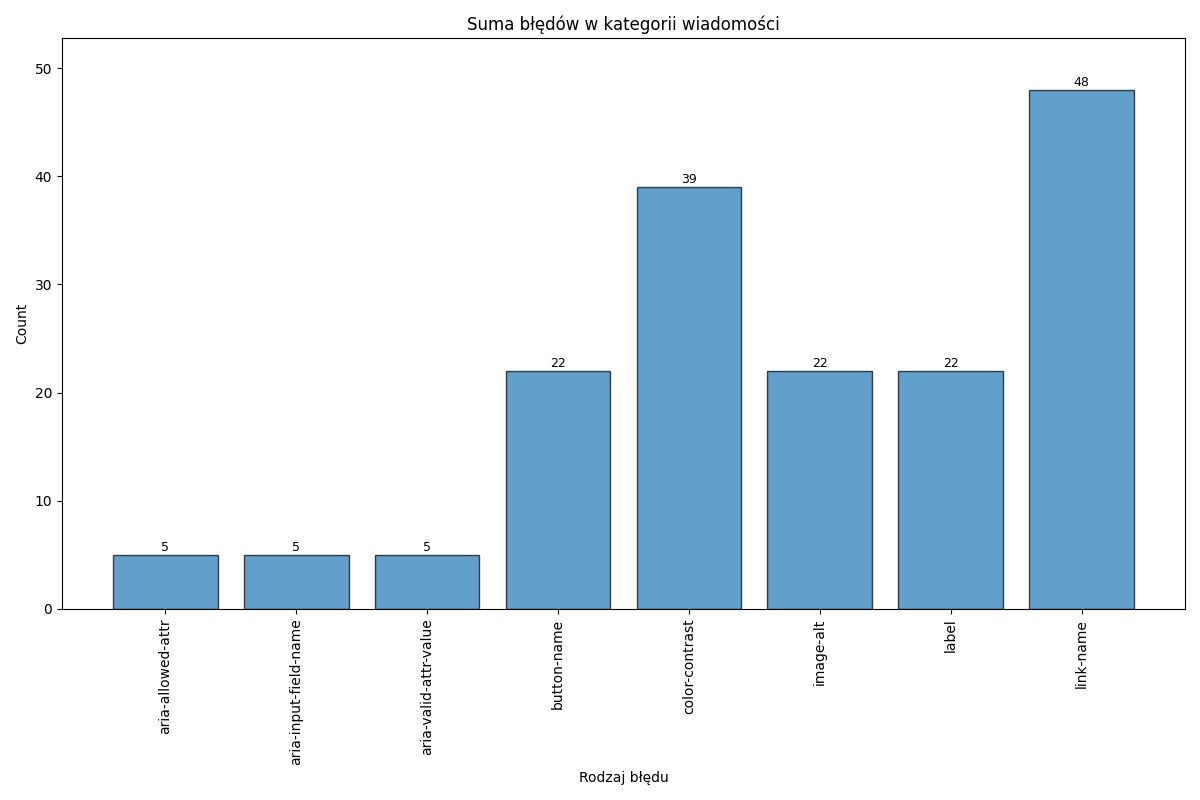 Suma błędów w kategorii wiadomości
Count
50
40
30
20
10
0
5
5
5
22
39
22
22
48
aria-allowed-attr
aria-input-field-name
aria-valid-attr-value
button-name
color-contrast
image-alt
label
link-name
Rodzaj błędu